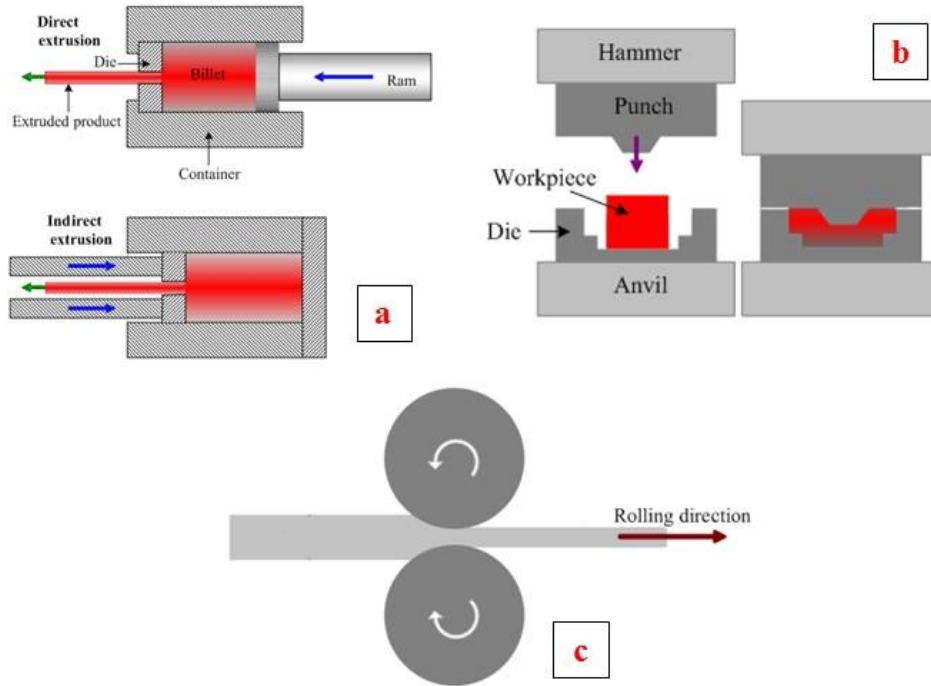 Direct
extrusion
Die
Billet
Ram
Extruded product
Container
Indirect
extrusion
a
b
Hammer
Punch
Workpiece
Die
Anvil
Rolling direction
c